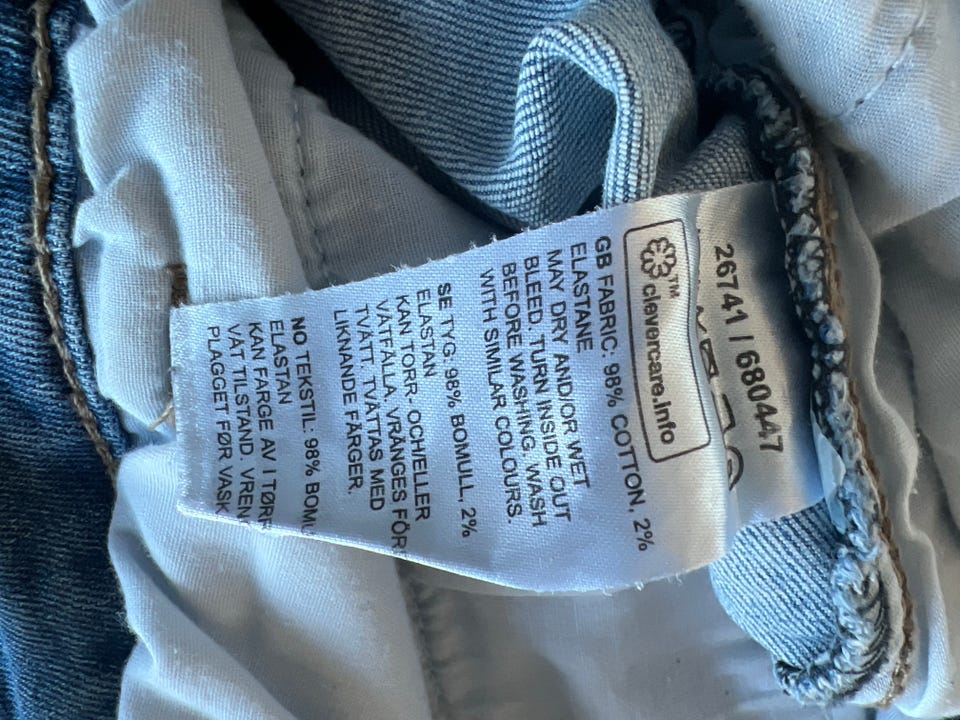 26741 / 680447
TM
clevercare.info
GB FABRIC: 98% COTTON, 2%
ELASTANE
MAY DRY AND/OR WET
BLEED. TURN INSIDE OUT
BEFORE WASHING. WASH
WITH SIMILAR COLOURS.
SE TYG: 98% BOMULL, 2%
ELASTAN
KAN TORR- OCH/ELLER
VÅTFÄLLA. VRÄNGES FÖR
TVÄTT. TVÄTTAS MED
LIKNANDE FÄRGER.
NO TEKSTIL: 98%
ELASTAN
KAN FARGE AV I
VÅT TILSTAND.
PLAGGET FØR